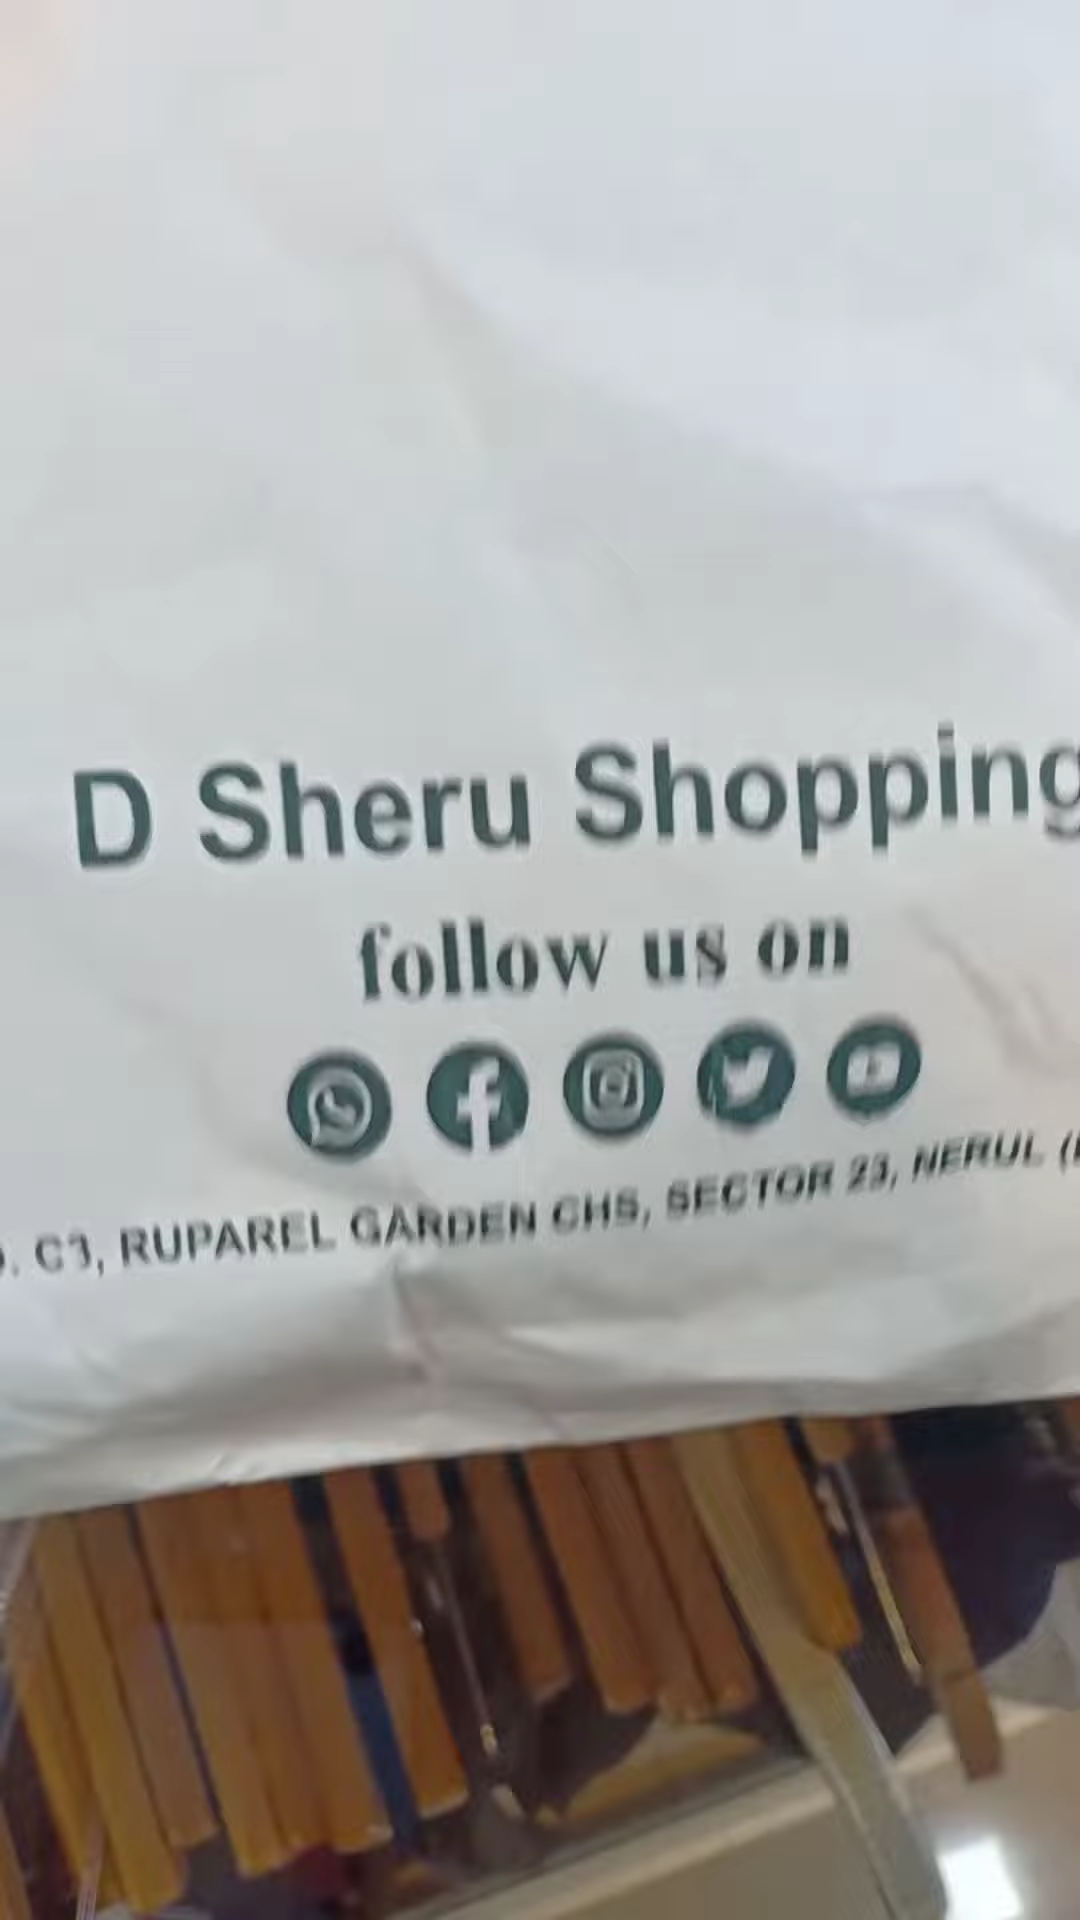 D Sheru Shopping
follow us on
C3, RUPAREL GARDEN CHS, SECTOR 23, NERUL